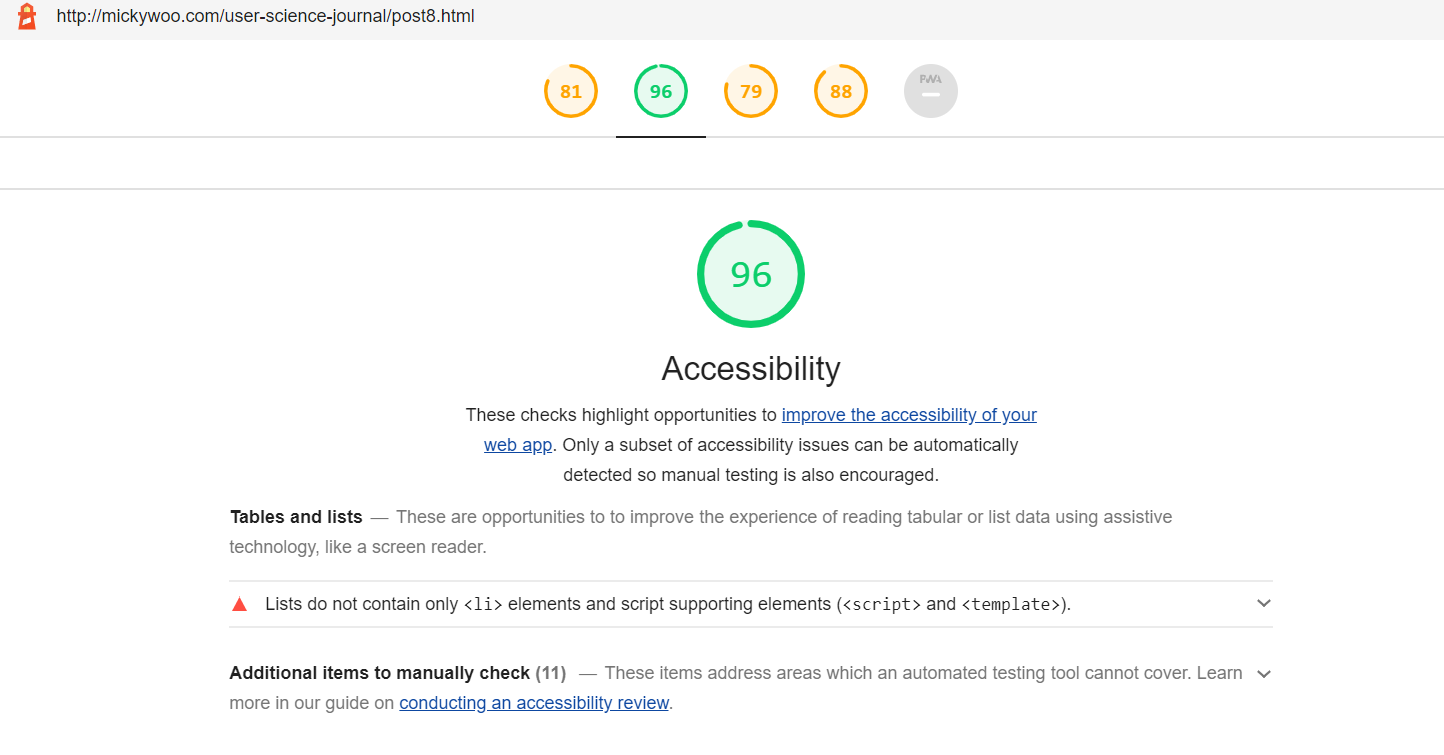 http://mickywoo.com/user-science-journal/post8.html
81 96 79 88 PWA
96
Accessibility
These checks highlight opportunities to improve the accessibility of your
web app. Only a subset of accessibility issues can be automatically
detected so manual testing is also encouraged.
Tables and lists — These are opportunities to to improve the experience of reading tabular or list data using assistive
technology, like a screen reader.
Lists do not contain only <li> elements and script supporting elements (<script> and <template>).
Additional items to manually check (11) — These items address areas which an automated testing tool cannot cover. Learn
more in our guide on conducting an accessibility review.